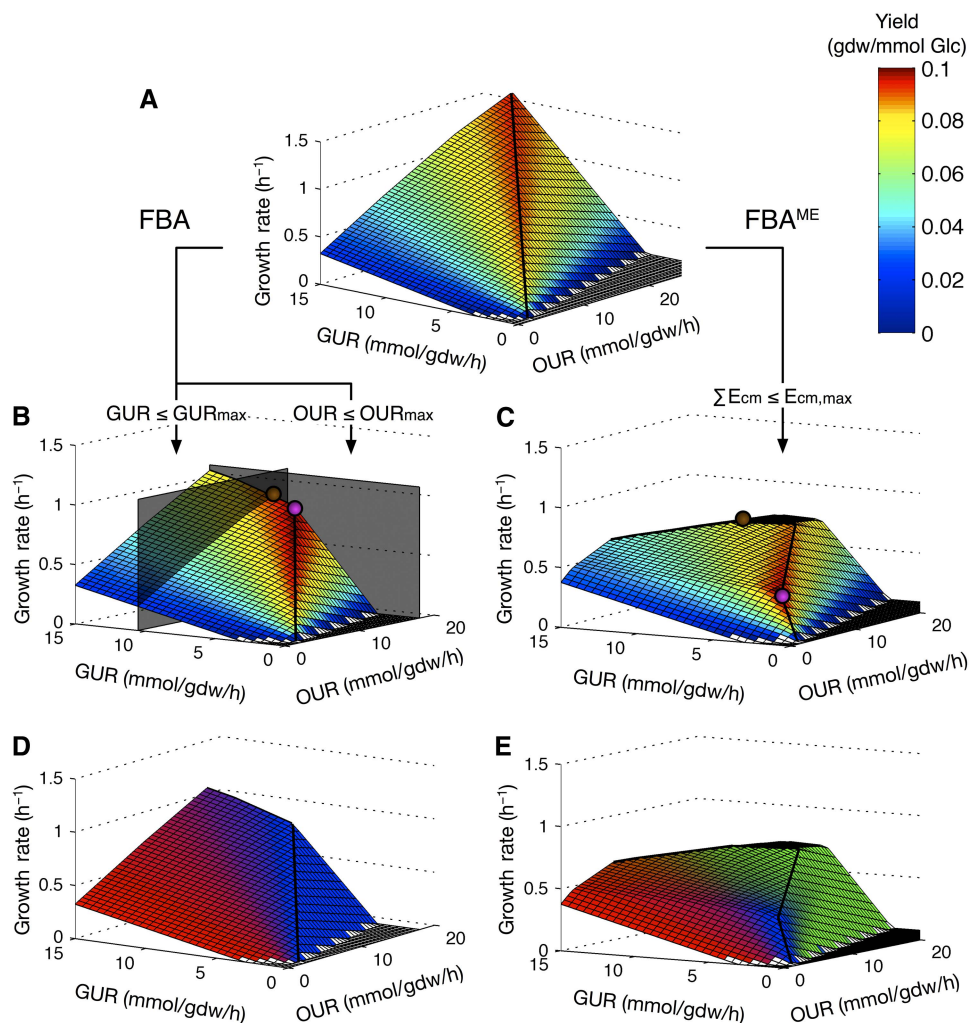 Yield
(gdw/mmol Glc)
0.1
0.08
0.06
0.04
0.02
0
A
1.5
1
0.5
0
Growth rate (h⁻¹)
15
10
5
0
GUR (mmol/gdw/h)
0
10
20
OUR (mmol/gdw/h)
FBA
FBA^ME
GUR ≤ GURmax
OUR ≤ OURmax
∑Ecm ≤ Ecm,max
B
1.5
1
0.5
0
Growth rate (h⁻¹)
15
10
5
0
GUR (mmol/gdw/h)
0
10
20
OUR (mmol/gdw/h)
C
1.5
1
0.5
0
Growth rate (h⁻¹)
15
10
5
0
GUR (mmol/gdw/h)
0
10
20
OUR (mmol/gdw/h)
D
1.5
1
0.5
0
Growth rate (h⁻¹)
15
10
5
0
GUR (mmol/gdw/h)
0
10
20
OUR (mmol/gdw/h)
E
1.5
1
0.5
0
Growth rate (h⁻¹)
15
10
5
0
GUR (mmol/gdw/h)
0
10
20
OUR (mmol/gdw/h)